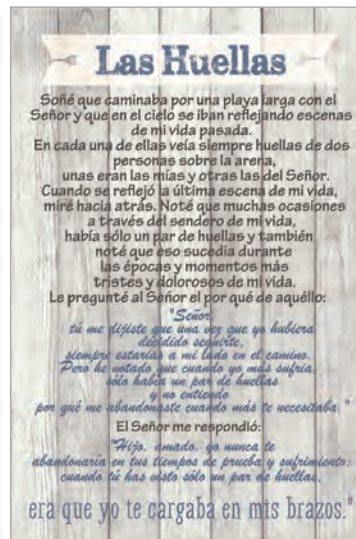 Las Huellas
Soñé que caminaba por una playa larga con el
Señor y que en el cielo se iban reflejando escenas
de mi vida pasada.
En cada una de ellas veía siempre huellas de dos
personas sobre la arena,
unas eran las mías y otras las del Señor.
Cuando se reflejó la última escena de mi vida,
miré hacia atrás. Noté que muchas ocasiones
a través del sendero de mi vida,
había sólo un par de huellas y también
noté que eso sucedia durante
las épocas y momentos más
tristes y dolorosos de mi vida.
Le pregunté al Señor el por qué de aquéllo:
"Señor,
tú me dijiste que una vez que yo hubiera
decidido seguirte,
siempre estarías a mi lado en el camino.
Pero he notado que cuando yo más sufría
sólo había un par de huellas
y no entiendo
por qué me abandonaste cuando más te necesitaba."
El Señor me respondió:
"Hijo, amado, yo nunca te
abandonaría en tus tiempos de prueba y sufrimiento;
cuando tú has visto sólo un par de huellas,
era que yo te cargaba en mis brazos."